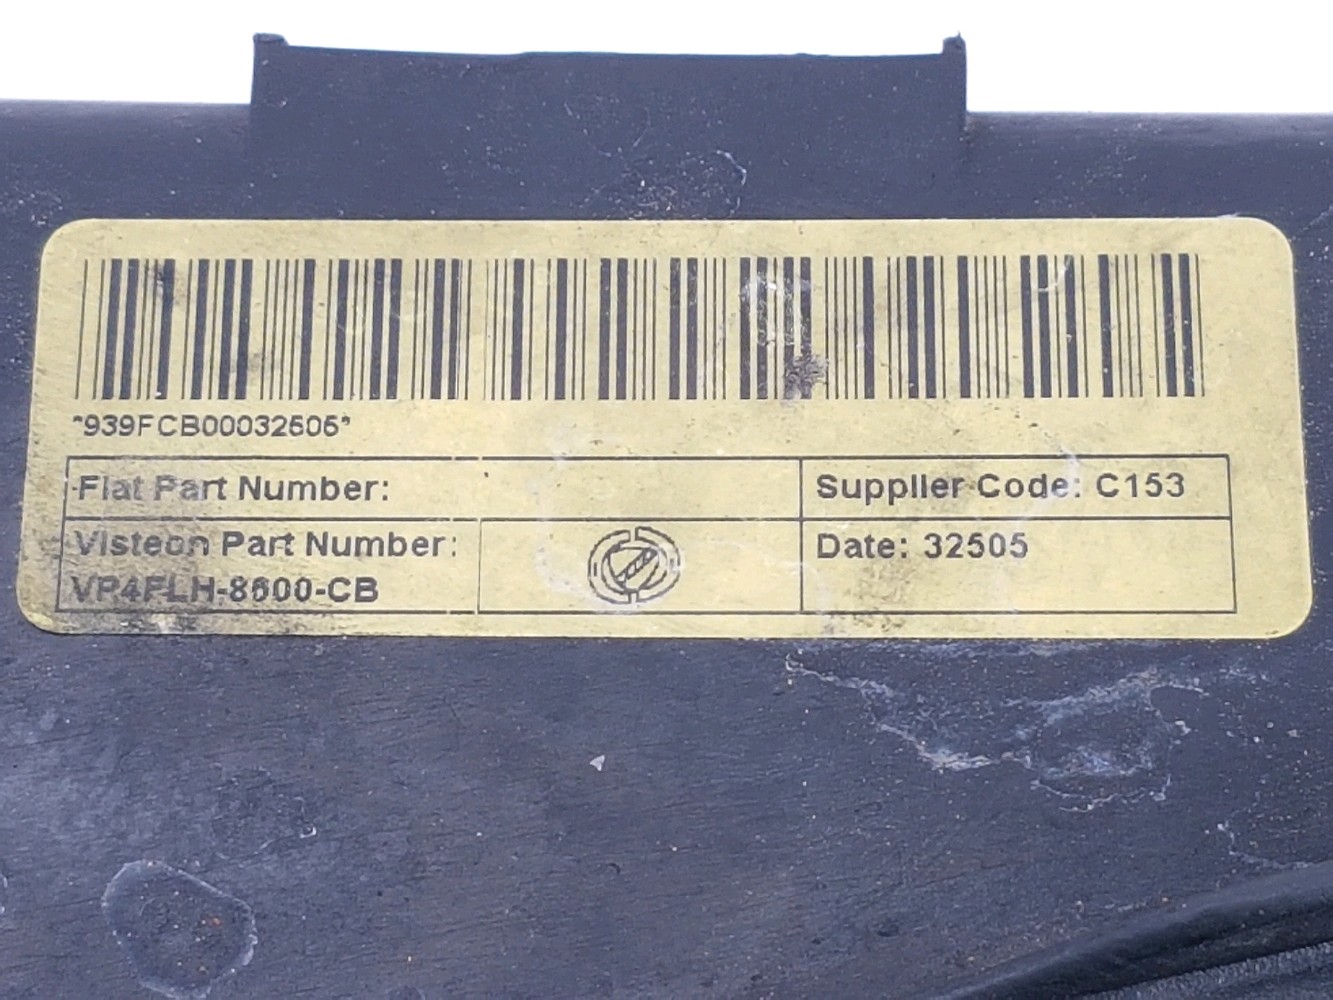 *939FCB00032505*
Fiat Part Number:
Supplier Code: C153
Visteon Part Number:
Date: 32505
VP4FLH-8600-CB